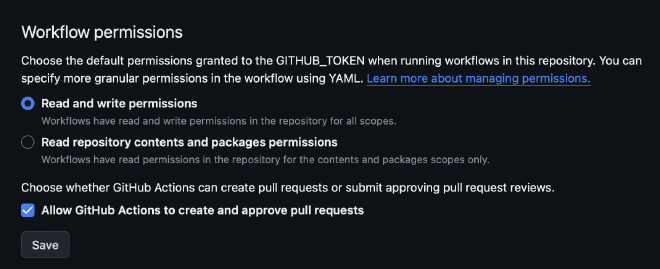 Workflow permissions
Choose the default permissions granted to the GITHUB_TOKEN when running workflows in this repository. You can
specify more granular permissions in the workflow using YAML. Learn more about managing permissions.
Read and write permissions
Workflows have read and write permissions in the repository for all scopes.
Read repository contents and packages permissions
Workflows have read permissions in the repository for the contents and packages scopes only.
Choose whether GitHub Actions can create pull requests or submit approving pull request reviews.
Allow GitHub Actions to create and approve pull requests
Save